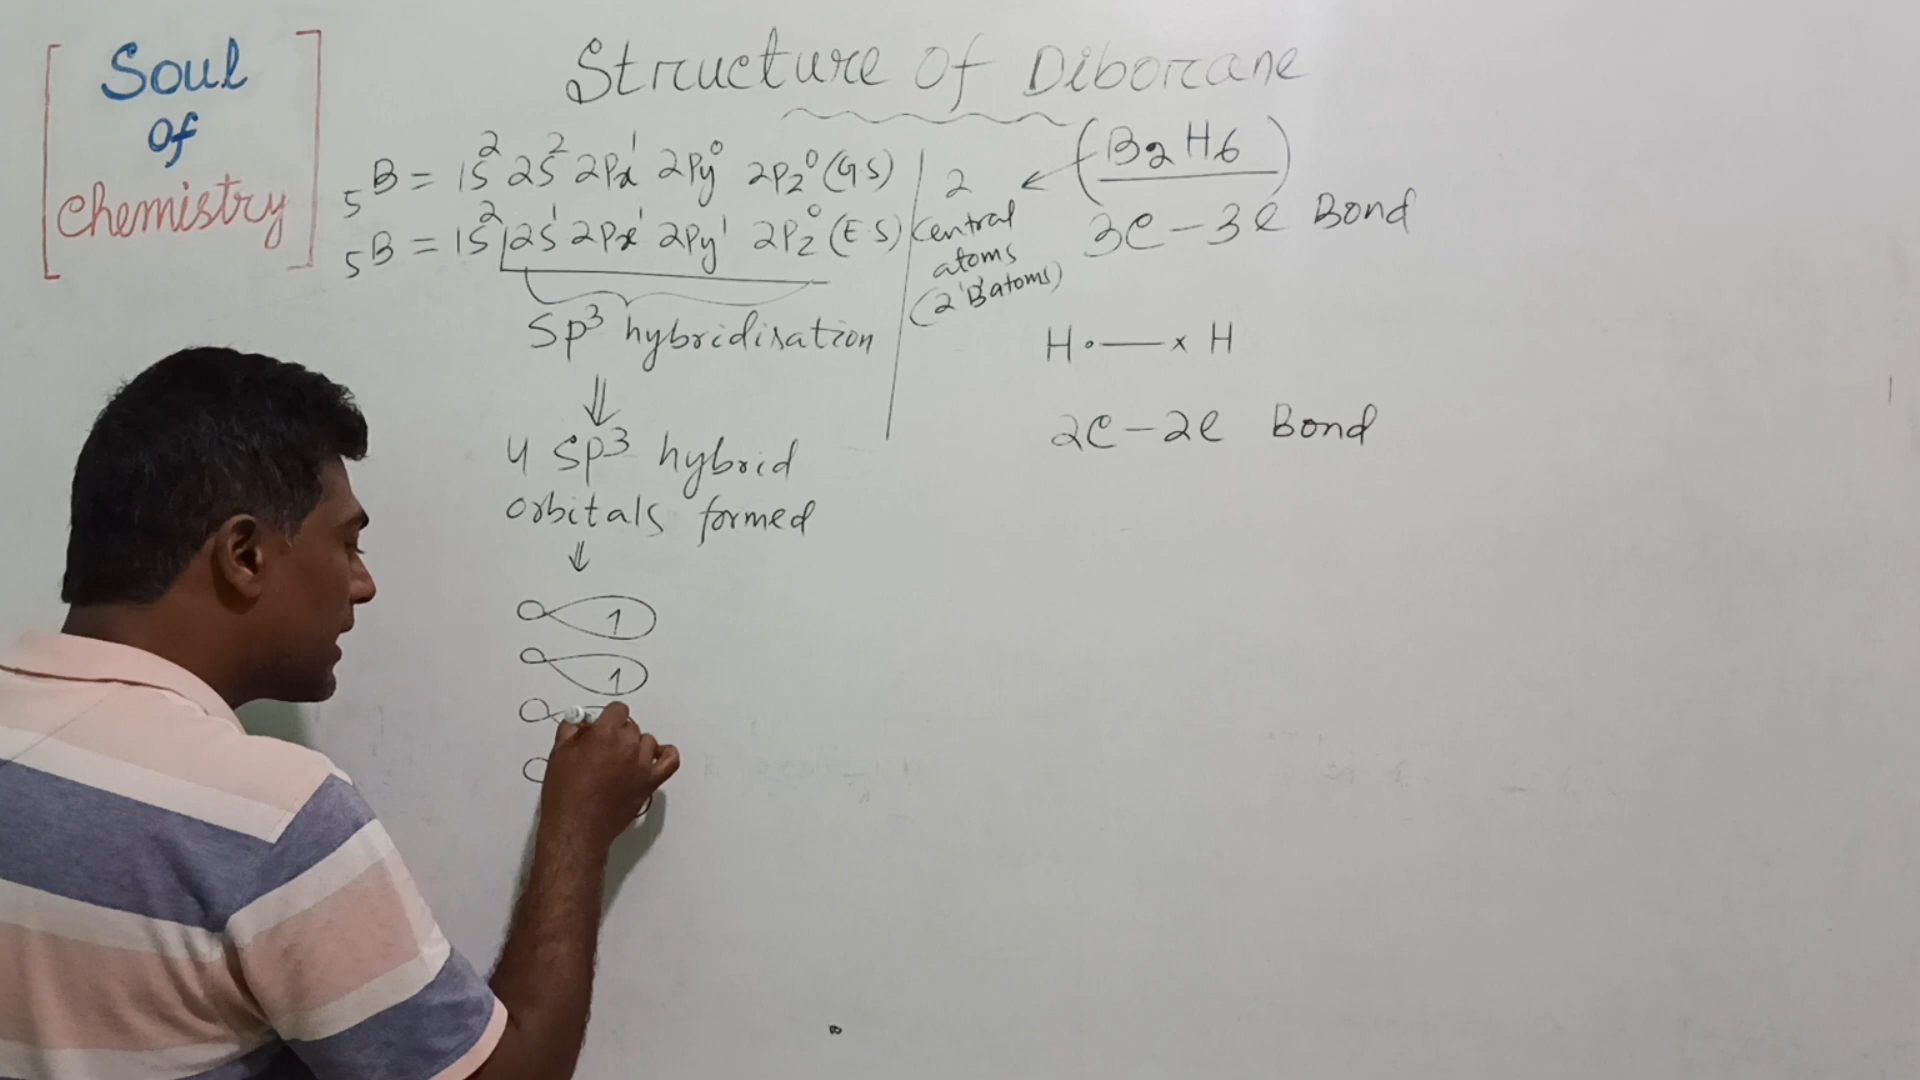 Soul
Of
Chemistry
Structure Of Diborane
(B2H6)
5B = 1S² 2S² 2Px¹ 2Py⁰ 2Pz⁰ (G.S)
5B = 1S² 2S¹ 2Px¹ 2Py¹ 2Pz⁰ (E.S)
Sp³ hybridisation
⇓
4 Sp³ hybrid
orbitals formed
⇓
1
1
2
central
atoms
(2 'B' atoms)
3C-3e Bond
H•—x H
2C-2e Bond